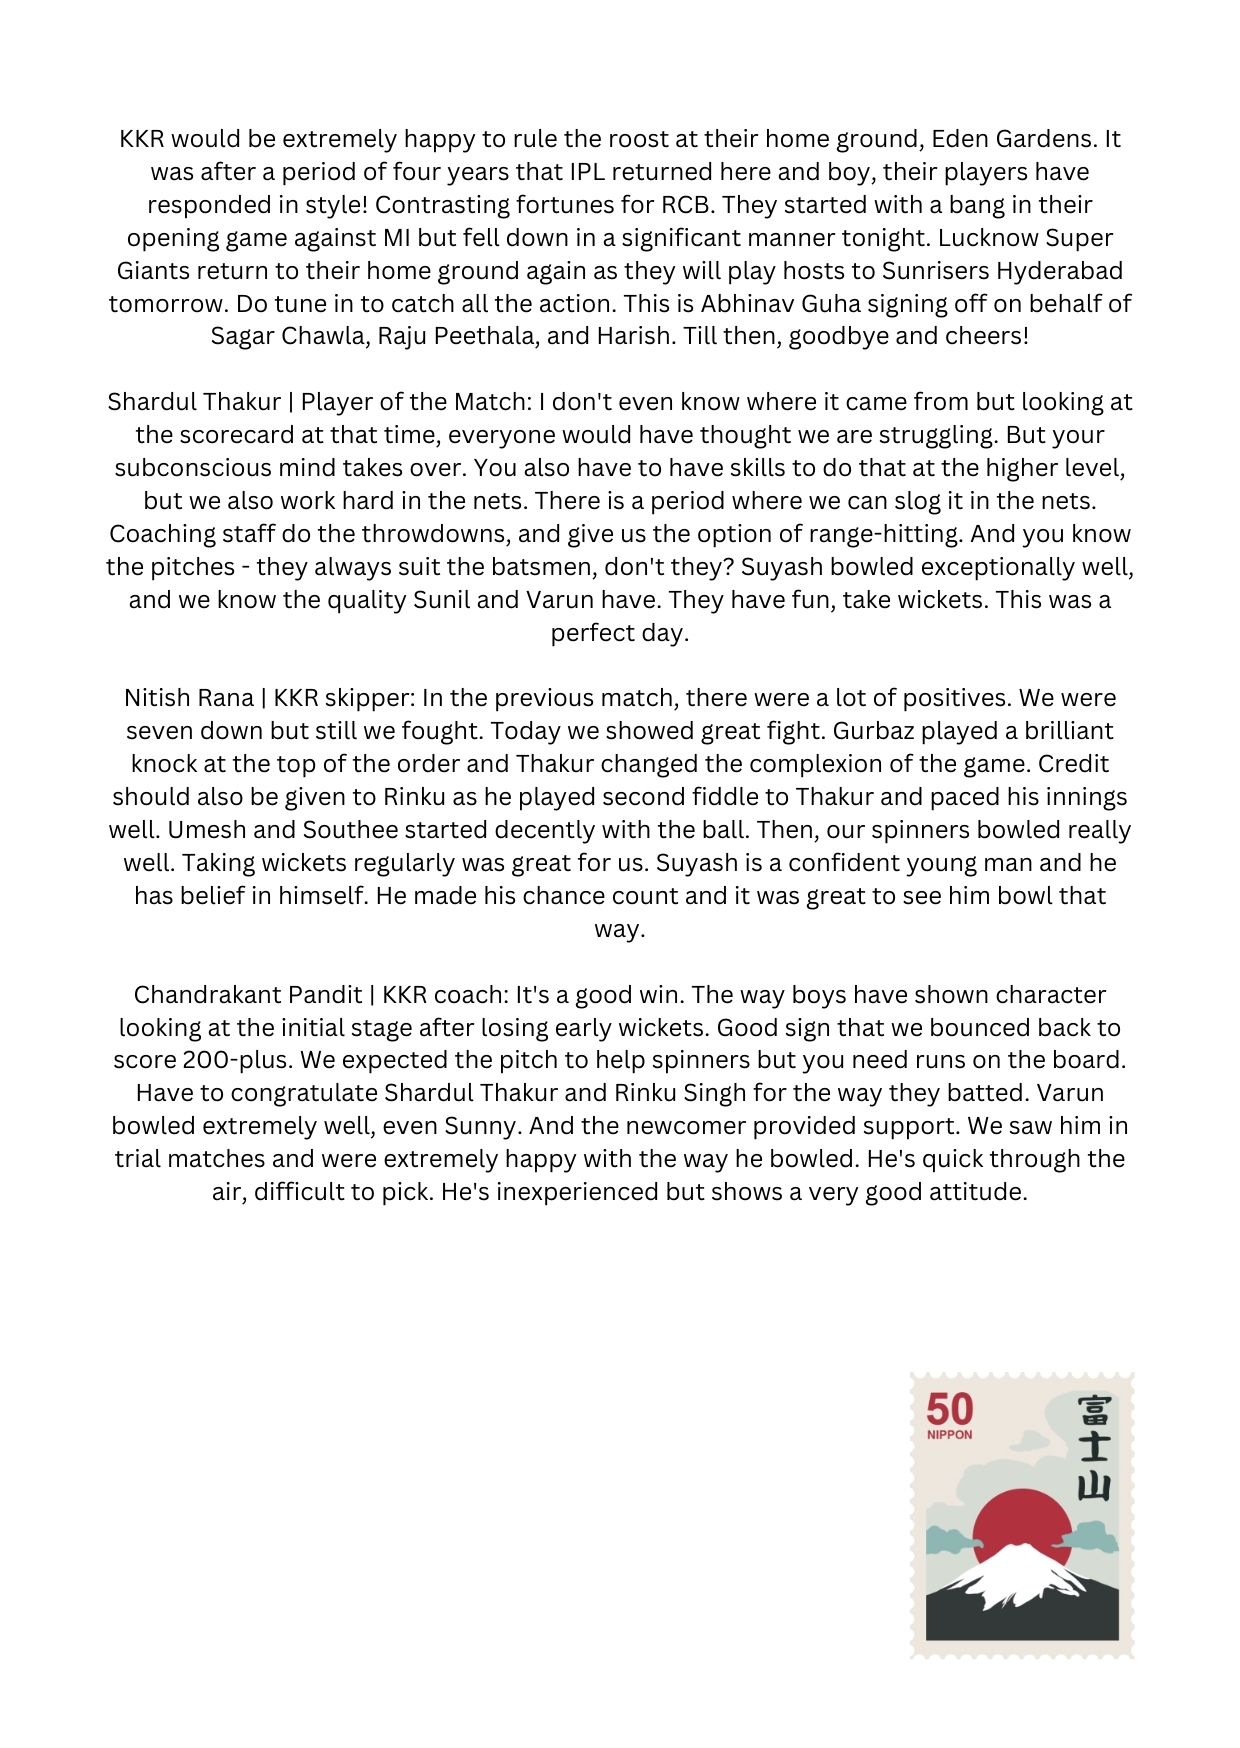 KKR would be extremely happy to rule the roost at their home ground, Eden Gardens. It
was after a period of four years that IPL returned here and boy, their players have
responded in style! Contrasting fortunes for RCB. They started with a bang in their
opening game against MI but fell down in a significant manner tonight. Lucknow Super
Giants return to their home ground again as they will play hosts to Sunrisers Hyderabad
tomorrow. Do tune in to catch all the action. This is Abhinav Guha signing off on behalf of
Sagar Chawla, Raju Peethala, and Harish. Till then, goodbye and cheers!
Shardul Thakur | Player of the Match: I don't even know where it came from but looking at
the scorecard at that time, everyone would have thought we are struggling. But your
subconscious mind takes over. You also have to have skills to do that at the higher level,
but we also work hard in the nets. There is a period where we can slog it in the nets.
Coaching staff do the throwdowns, and give us the option of range-hitting. And you know
the pitches - they always suit the batsmen, don't they? Suyash bowled exceptionally well,
and we know the quality Sunil and Varun have. They have fun, take wickets. This was a
perfect day.
Nitish Rana | KKR skipper: In the previous match, there were a lot of positives. We were
seven down but still we fought. Today we showed great fight. Gurbaz played a brilliant
knock at the top of the order and Thakur changed the complexion of the game. Credit
should also be given to Rinku as he played second fiddle to Thakur and paced his innings
well. Umesh and Southee started decently with the ball. Then, our spinners bowled really
well. Taking wickets regularly was great for us. Suyash is a confident young man and he
has belief in himself. He made his chance count and it was great to see him bowl that
way.
Chandrakant Pandit | KKR coach: It's a good win. The way boys have shown character
looking at the initial stage after losing early wickets. Good sign that we bounced back to
score 200-plus. We expected the pitch to help spinners but you need runs on the board.
Have to congratulate Shardul Thakur and Rinku Singh for the way they batted. Varun
bowled extremely well, even Sunny. And the newcomer provided support. We saw him in
trial matches and were extremely happy with the way he bowled. He's quick through the
air, difficult to pick. He's inexperienced but shows a very good attitude.
50
NIPPON
富士山